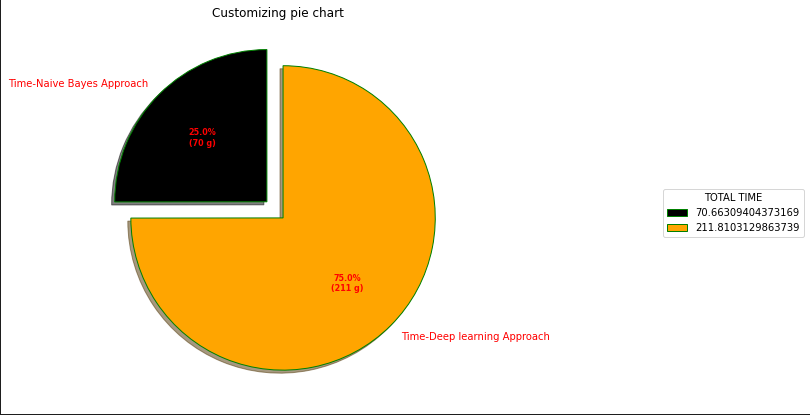 Customizing pie chart
Time-Naive Bayes Approach
25.0%
(70 g)
TOTAL TIME
70.66309404373169
211.8103129863739
75.0%
(211 g)
Time-Deep learning Approach